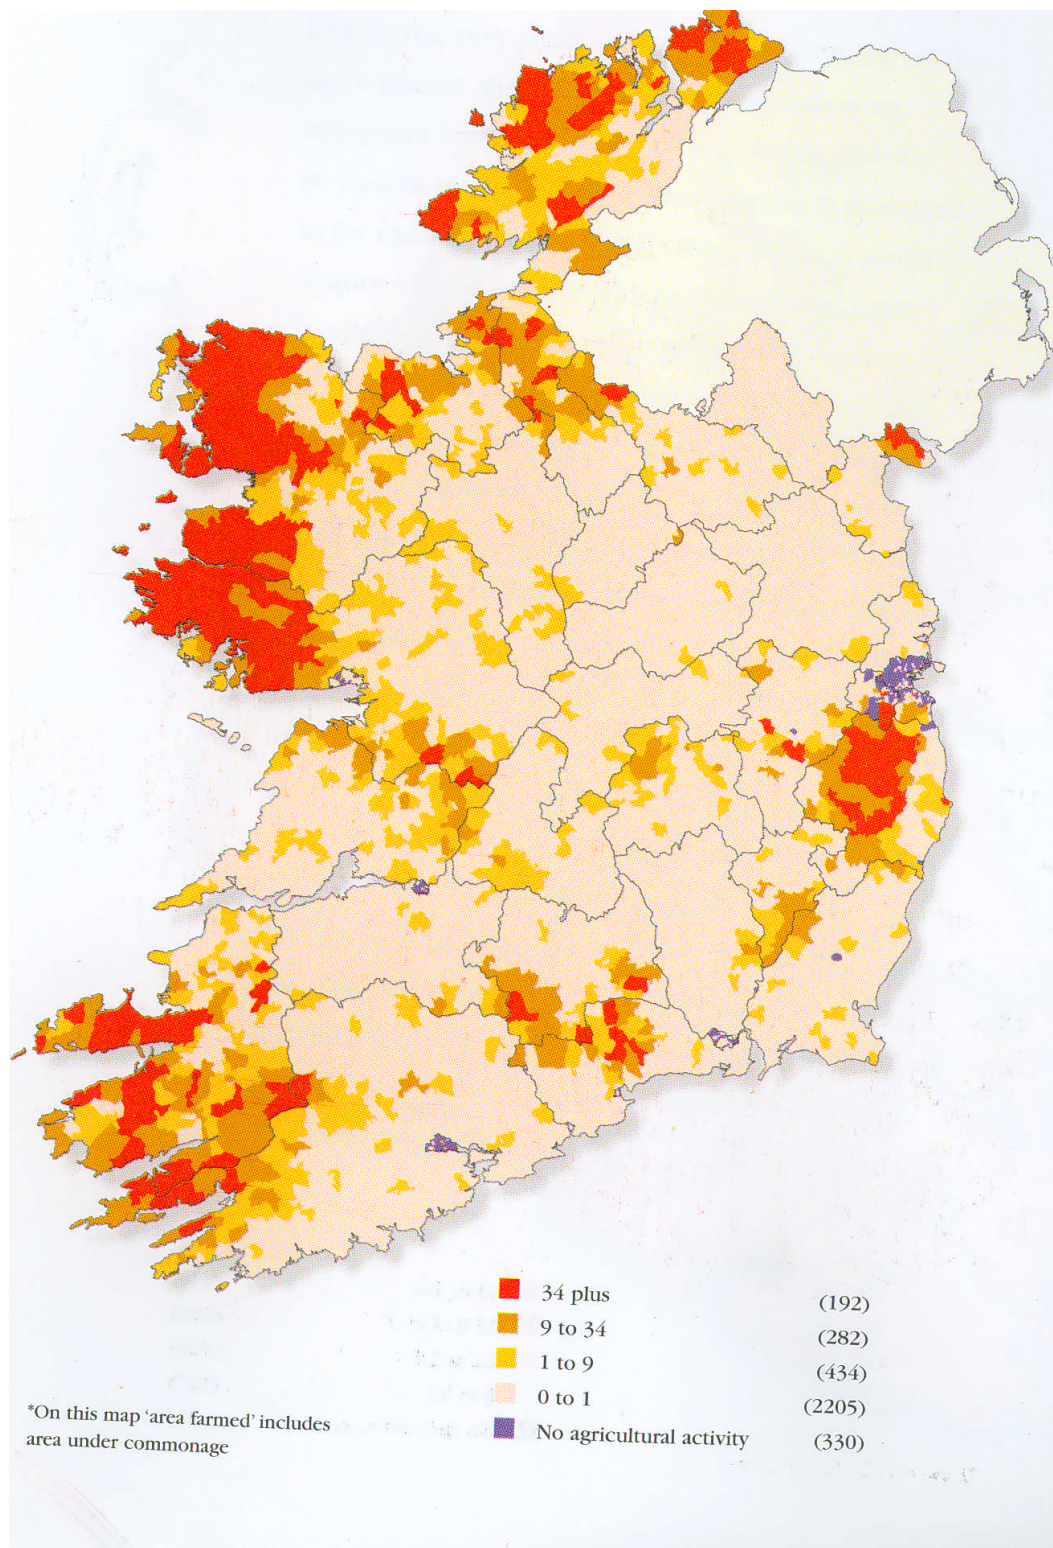 34 plus (192)
9 to 34 (282)
1 to 9 (434)
0 to 1 (2205)
No agricultural activity (330)
*On this map ‘area farmed’ includes
area under commonage